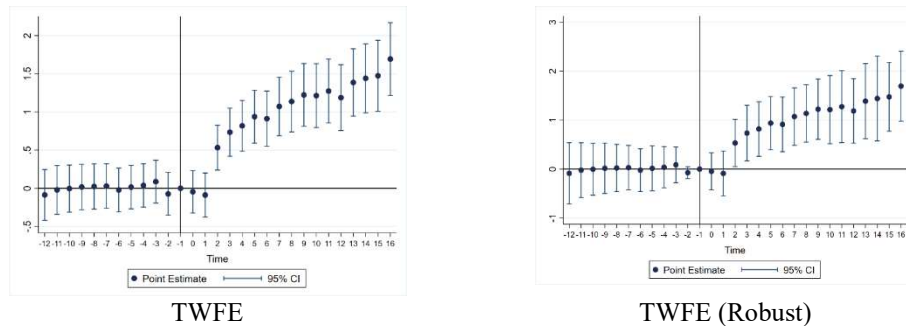 2
1.5
1
.5
0
-.5
-12 -11 -10 -9 -8 -7 -6 -5 -4 -3 -2 -1 0 1 2 3 4 5 6 7 8 9 10 11 12 13 14 15 16
Time
Point Estimate 95% CI
TWFE
3
2
1
0
-1
-12 -11 -10 -9 -8 -7 -6 -5 -4 -3 -2 -1 0 1 2 3 4 5 6 7 8 9 10 11 12 13 14 15 16
Time
Point Estimate 95% CI
TWFE (Robust)